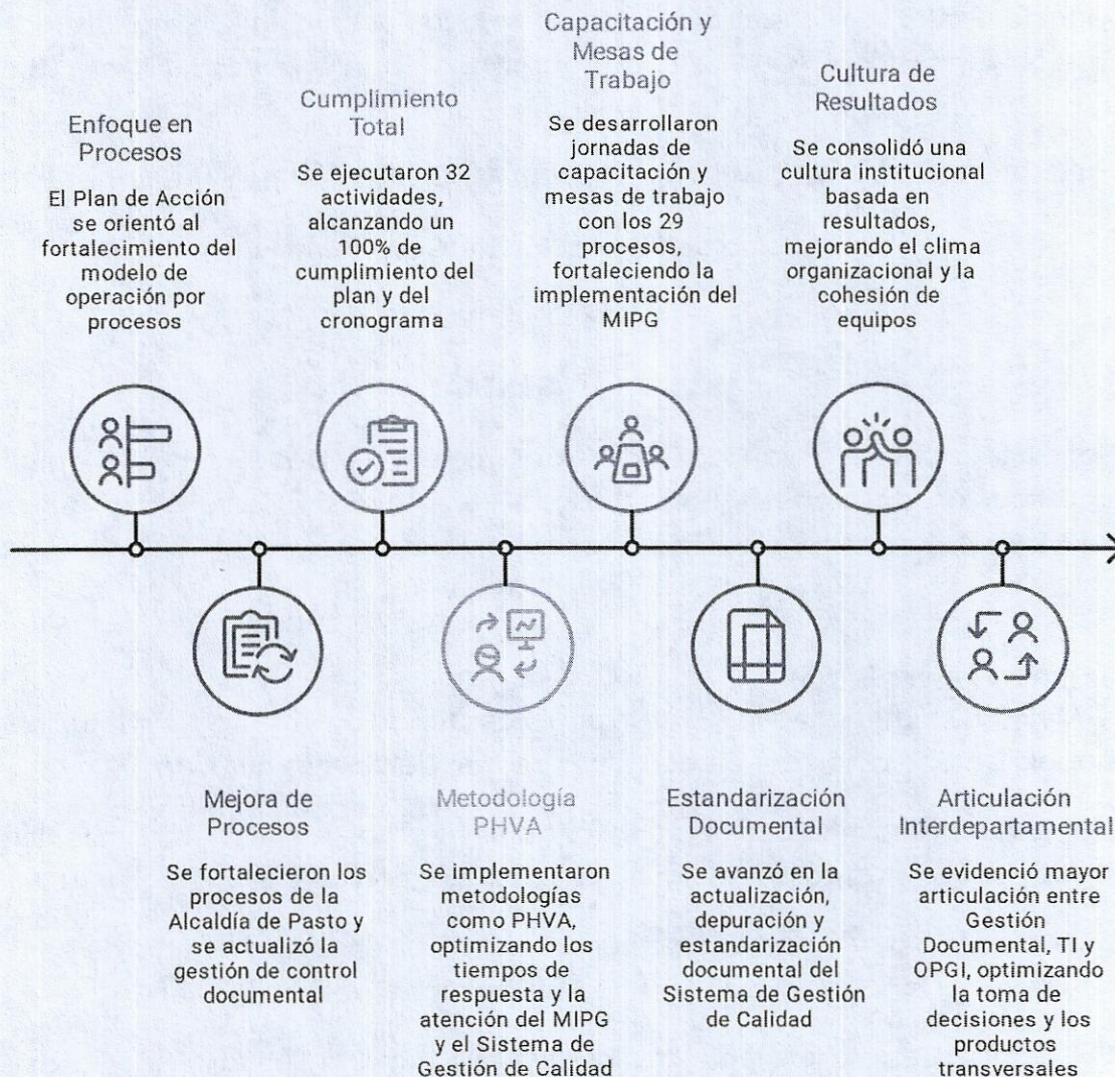 Enfoque en
Procesos
El Plan de Acción
se orientó al
fortalecimiento del
modelo de
operación por
procesos
Cumplimiento
Total
Se ejecutaron 32
actividades,
alcanzando un
100% de
cumplimiento del
plan y del
cronograma
Capacitación y
Mesas de
Trabajo
Se desarrollaron
jornadas de
capacitación y
mesas de trabajo
con los 29
procesos,
fortaleciendo la
implementación del
MIPG
Cultura de
Resultados
Se consolidó una
cultura institucional
basada en
resultados,
mejorando el clima
organizacional y la
cohesión de
equipos
Mejora de
Procesos
Se fortalecieron los
procesos de la
Alcaldía de Pasto y
se actualizó la
gestión de control
documental
Metodología
PHVA
Se implementaron
metodologías
como PHVA,
optimizando los
tiempos de
respuesta y la
atención del MIPG
y el Sistema de
Gestión de Calidad
Estandarización
Documental
Se avanzó en la
actualización,
depuración y
estandarización
documental del
Sistema de Gestión
de Calidad
Articulación
Interdepartamental
Se evidenció mayor
articulación entre
Gestión
Documental, TI y
OPGI, optimizando
la toma de
decisiones y los
productos
transversales